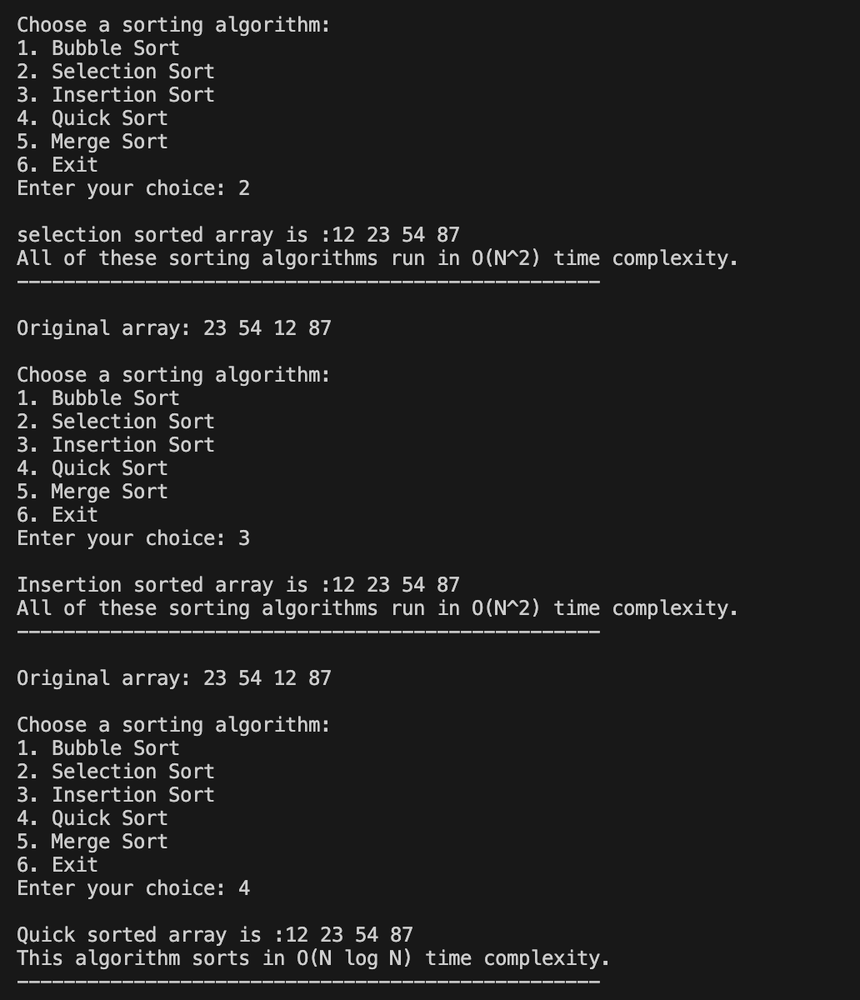 Choose a sorting algorithm:
1. Bubble Sort
2. Selection Sort
3. Insertion Sort
4. Quick Sort
5. Merge Sort
6. Exit
Enter your choice: 2
selection sorted array is :12 23 54 87
All of these sorting algorithms run in O(N^2) time complexity.
--------------------------------------------------
Original array: 23 54 12 87
Choose a sorting algorithm:
1. Bubble Sort
2. Selection Sort
3. Insertion Sort
4. Quick Sort
5. Merge Sort
6. Exit
Enter your choice: 3
Insertion sorted array is :12 23 54 87
All of these sorting algorithms run in O(N^2) time complexity.
--------------------------------------------------
Original array: 23 54 12 87
Choose a sorting algorithm:
1. Bubble Sort
2. Selection Sort
3. Insertion Sort
4. Quick Sort
5. Merge Sort
6. Exit
Enter your choice: 4
Quick sorted array is :12 23 54 87
This algorithm sorts in O(N log N) time complexity.
--------------------------------------------------